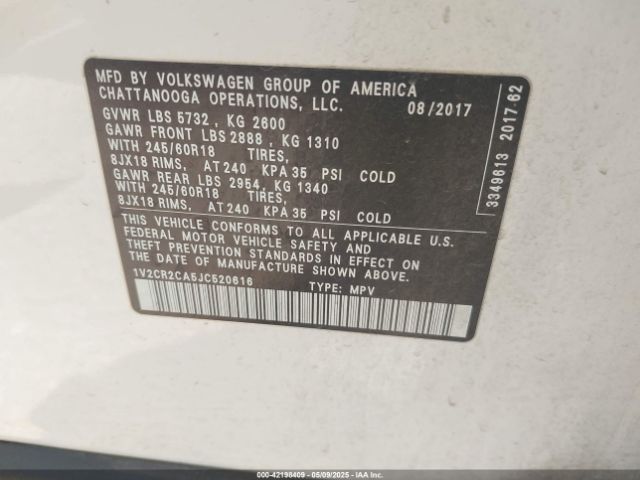 MFD BY VOLKSWAGEN GROUP OF AMERICA
CHATTANOOGA OPERATIONS, LLC. 08/2017
GVWR LBS 5732 , KG 2600
GAWR FRONT LBS 2888 , KG 1310
WITH 245/60R18 TIRES,
8JX18 RIMS, AT 240 KPA 35 PSI COLD
GAWR REAR LBS 2954, KG 1340
WITH 245/60R18 TIRES,
8JX18 RIMS, AT 240 KPA 35 PSI COLD
THIS VEHICLE CONFORMS TO ALL APPLICABLE U.S.
FEDERAL MOTOR VEHICLE SAFETY AND
THEFT PREVENTION STANDARDS IN EFFECT ON
THE DATE OF MANUFACTURE SHOWN ABOVE.
1V2CR2CA5JC520616 TYPE: MPV
3349613 2017-62
000-42198409 - 05/09/2025 - IAAI.COM